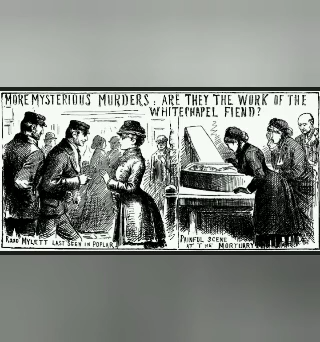 MORE MYSTERIOUS MURDERS: ARE THEY THE WORK OF THE
WHITECHAPEL FIEND?
ROSE MYLETT LAST SEEN IN POPLAR
PAINFUL SCENE
AT THE MORTUARY